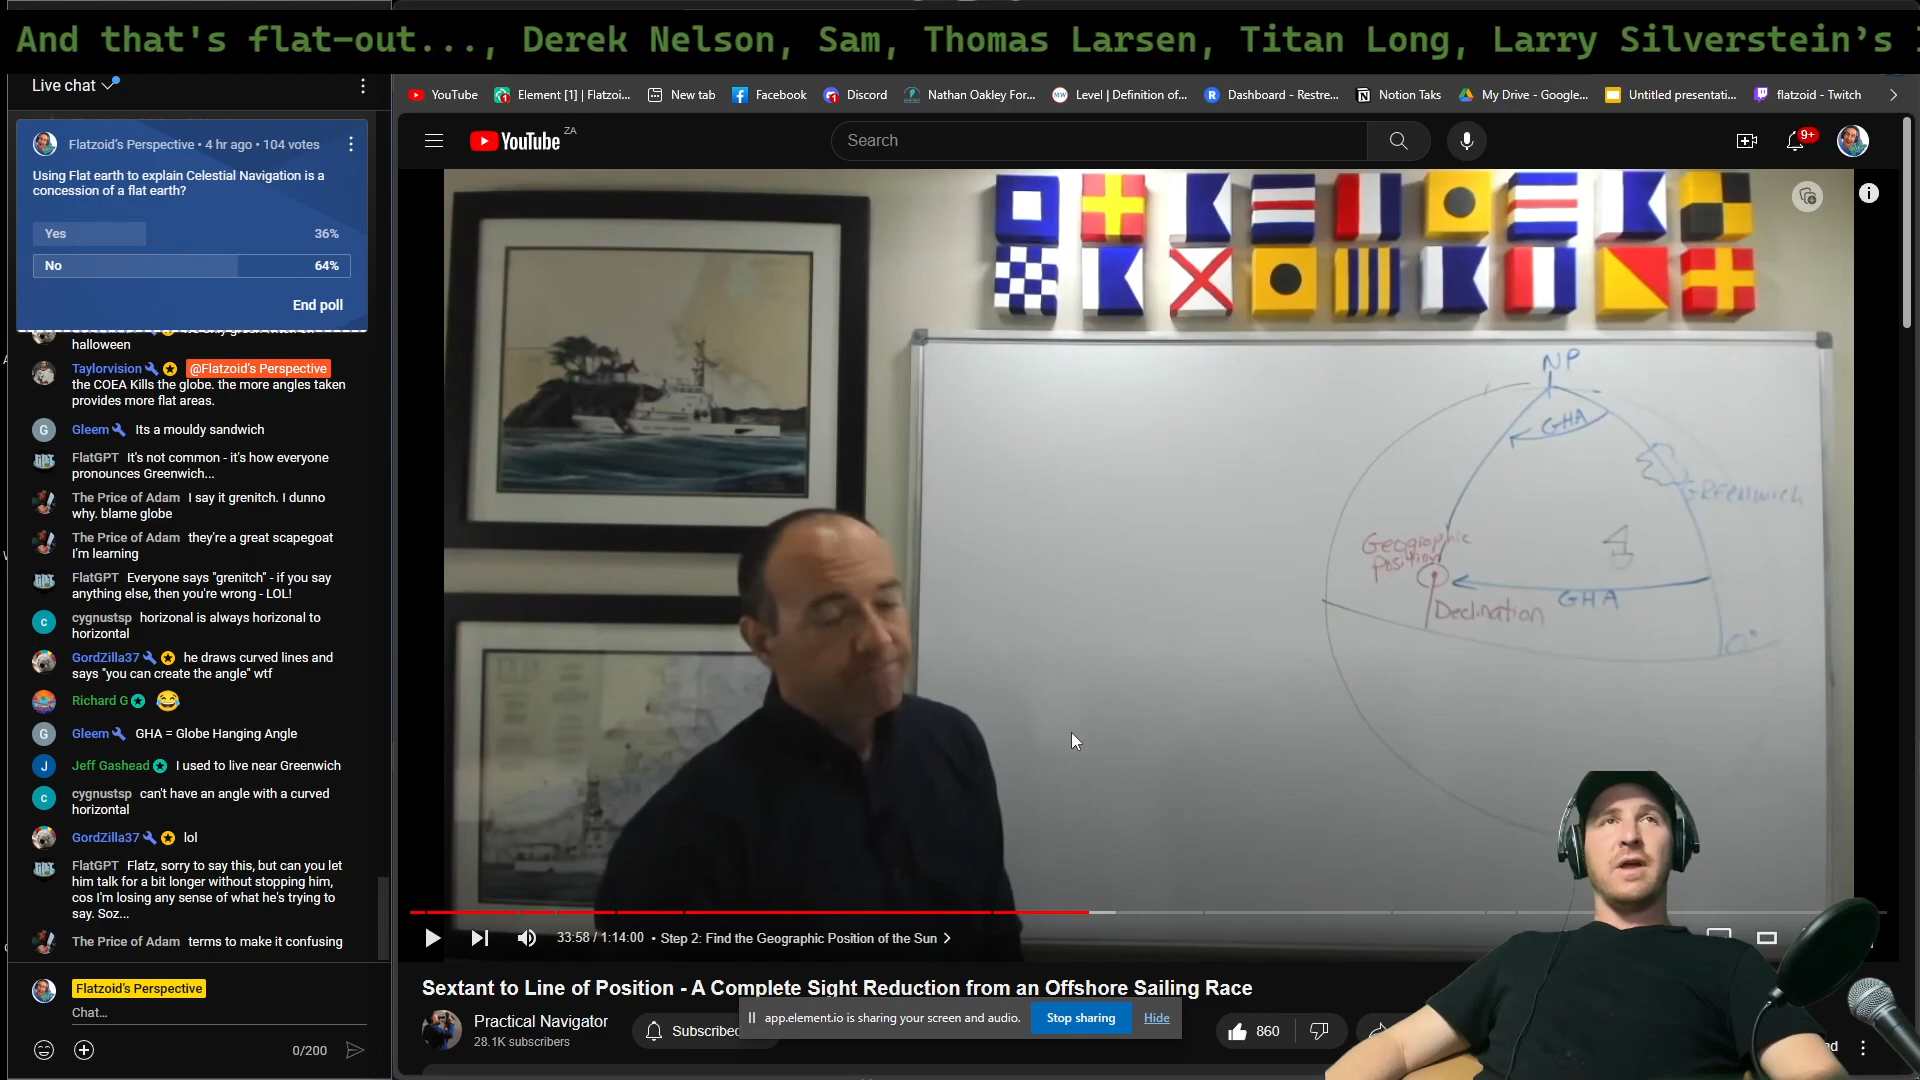 And that's flat-out..., Derek Nelson, Sam, Thomas Larsen, Titan Long, Larry Silverstein's
Live chat
Flatzoid's Perspective • 4 hr ago • 104 votes
Using Flat earth to explain Celestial Navigation is a
concession of a flat earth?
Yes 36%
No 64%
End poll
halloween
Taylorvision @Flatzoid's Perspective
the COEA Kills the globe. the more angles taken
provides more flat areas.
G Gleem Its a mouldy sandwich
FlatGPT It's not common - it's how everyone
pronounces Greenwich...
The Price of Adam I say it grenitch. I dunno
why. blame globe
The Price of Adam they're a great scapegoat
I'm learning
FlatGPT Everyone says "grenitch" - if you say
anything else, then you're wrong - LOL!
c cygnustsp horizonal is always horizonal to
horizontal
GordZilla37 he draws curved lines and
says "you can create the angle" wtf
Richard G 😂
G Gleem GHA = Globe Hanging Angle
J Jeff Gashead I used to live near Greenwich
c cygnustsp can't have an angle with a curved
horizontal
GordZilla37 lol
FlatGPT Flatz, sorry to say this, but can you let
him talk for a bit longer without stopping him,
cos I'm losing any sense of what he's trying to
say. Soz...
The Price of Adam terms to make it confusing
Flatzoid's Perspective
Chat...
0/200
YouTube Element [1] | Flatzoi... New tab Facebook Discord Nathan Oakley For... Level | Definition of... Dashboard - Restre... Notion Taks My Drive - Google... Untitled presentati... flatzoid - Twitch
YouTube ZA
Search
9+
NP
GHA
GREENWICH
Geographic
Position
GHA
Declination
0°
33:58 / 1:14:00 • Step 2: Find the Geographic Position of the Sun
Sextant to Line of Position - A Complete Sight Reduction from an Offshore Sailing Race
Practical Navigator
28.1K subscribers
Subscribed
app.element.io is sharing your screen and audio.
Stop sharing
Hide
860